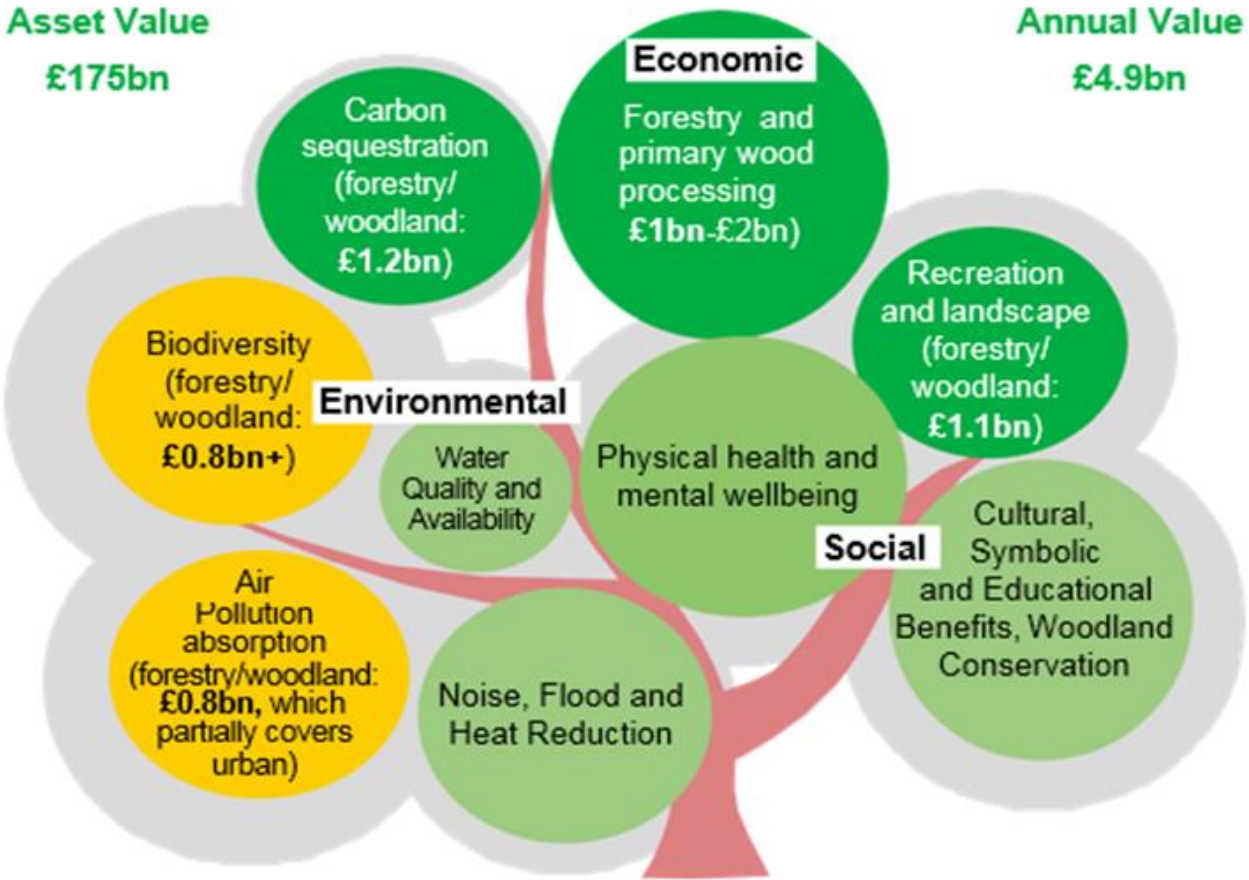 Asset Value
£175bn
Annual Value
£4.9bn
Economic
Forestry and
primary wood
processing
£1bn-£2bn)
Carbon
sequestration
(forestry/
woodland:
£1.2bn)
Recreation
and landscape
(forestry/
woodland:
£1.1bn)
Biodiversity
(forestry/
woodland:
£0.8bn+)
Environmental
Water
Quality and
Availability
Physical health and
mental wellbeing
Social
Cultural,
Symbolic
and Educational
Benefits, Woodland
Conservation
Air
Pollution
absorption
(forestry/woodland:
£0.8bn, which
partially covers
urban)
Noise, Flood and
Heat Reduction